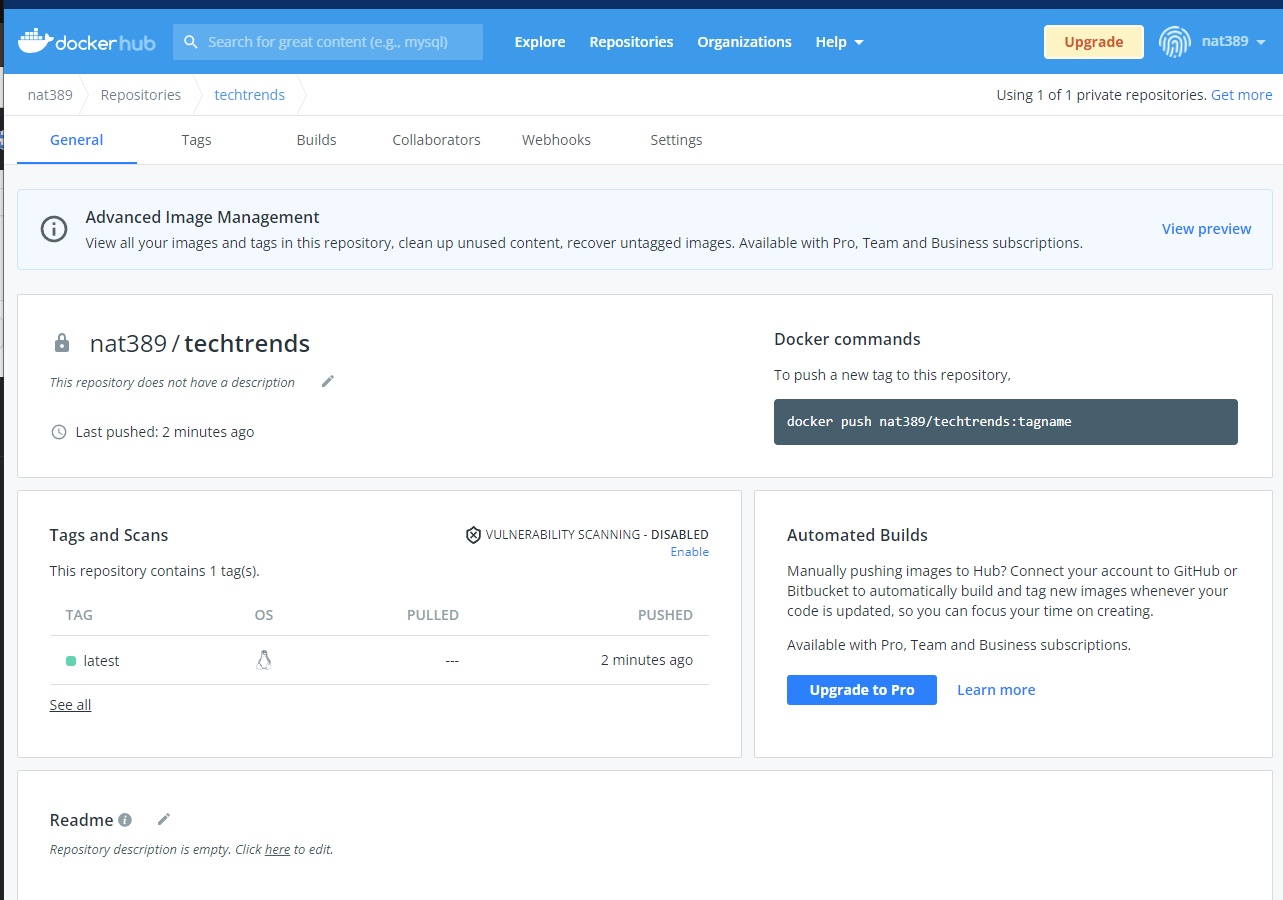 docker hub
Search for great content (e.g., mysql)
Explore
Repositories
Organizations
Help
Upgrade
nat389
nat389
Repositories
techtrends
Using 1 of 1 private repositories. Get more
General
Tags
Builds
Collaborators
Webhooks
Settings
Advanced Image Management
View all your images and tags in this repository, clean up unused content, recover untagged images. Available with Pro, Team and Business subscriptions.
View preview
nat389 / techtrends
This repository does not have a description
Last pushed: 2 minutes ago
Docker commands
To push a new tag to this repository,
docker push nat389/techtrends:tagname
Tags and Scans
VULNERABILITY SCANNING - DISABLED
Enable
This repository contains 1 tag(s).
TAG
OS
PULLED
PUSHED
latest
---
2 minutes ago
See all
Automated Builds
Manually pushing images to Hub? Connect your account to GitHub or
Bitbucket to automatically build and tag new images whenever your
code is updated, so you can focus your time on creating.
Available with Pro, Team and Business subscriptions.
Upgrade to Pro
Learn more
Readme
Repository description is empty. Click here to edit.